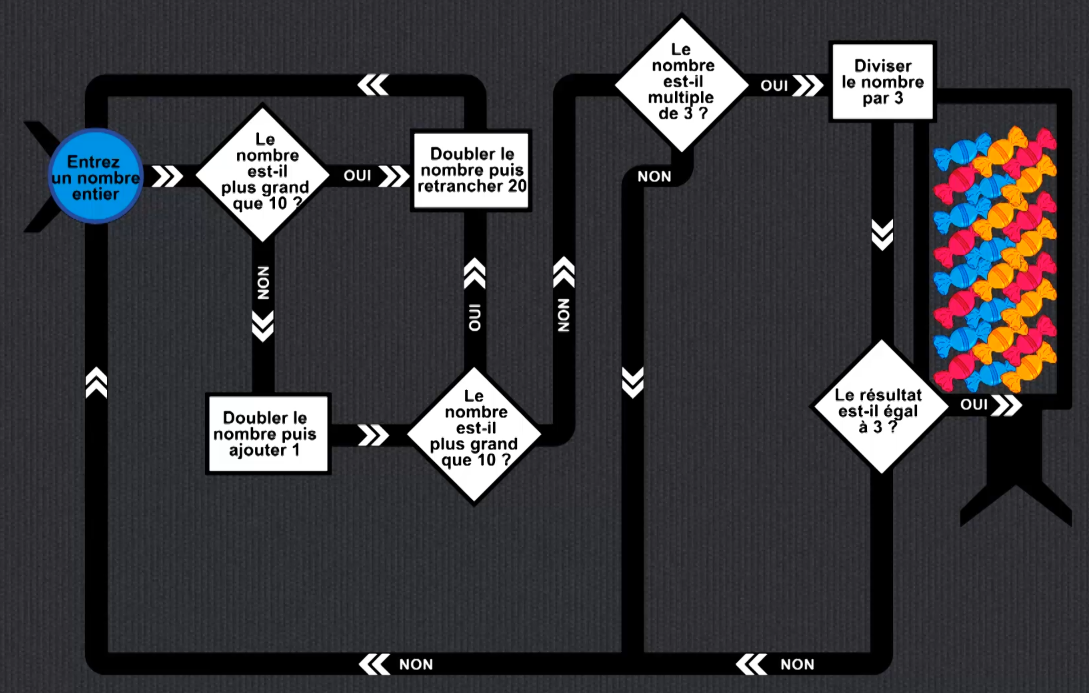 Entrez
un nombre
entier
Le
nombre
est-il
plus grand
que 10 ?
OUI
Doubler le
nombre puis
retrancher 20
NON
Doubler le
nombre puis
ajouter 1
Le
nombre
est-il
plus grand
que 10 ?
OUI
NON
Le
nombre
est-il
multiple
de 3 ?
OUI
NON
Diviser
le nombre
par 3
Le résultat
est-il égal
à 3 ?
OUI
NON
NON